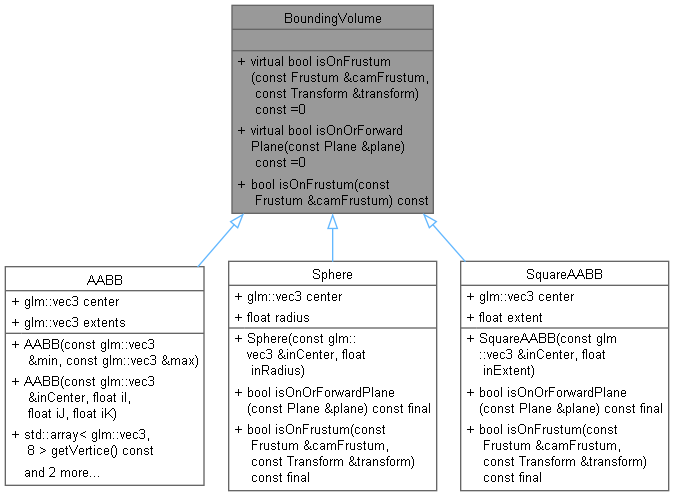 BoundingVolume
+ virtual bool isOnFrustum
(const Frustum &camFrustum,
const Transform &transform)
const =0
+ virtual bool isOnOrForward
Plane(const Plane &plane)
const =0
+ bool isOnFrustum(const
Frustum &camFrustum) const
AABB
+ glm::vec3 center
+ glm::vec3 extents
+ AABB(const glm::vec3
&min, const glm::vec3 &max)
+ AABB(const glm::vec3
&inCenter, float iI,
float iJ, float iK)
+ std::array< glm::vec3,
8 > getVertice() const
and 2 more...
Sphere
+ glm::vec3 center
+ float radius
+ Sphere(const glm::
vec3 &inCenter, float
inRadius)
+ bool isOnOrForwardPlane
(const Plane &plane) const final
+ bool isOnFrustum(const
Frustum &camFrustum,
const Transform &transform)
const final
SquareAABB
+ glm::vec3 center
+ float extent
+ SquareAABB(const glm
::vec3 &inCenter, float
inExtent)
+ bool isOnOrForwardPlane
(const Plane &plane) const final
+ bool isOnFrustum(const
Frustum &camFrustum,
const Transform &transform)
const final